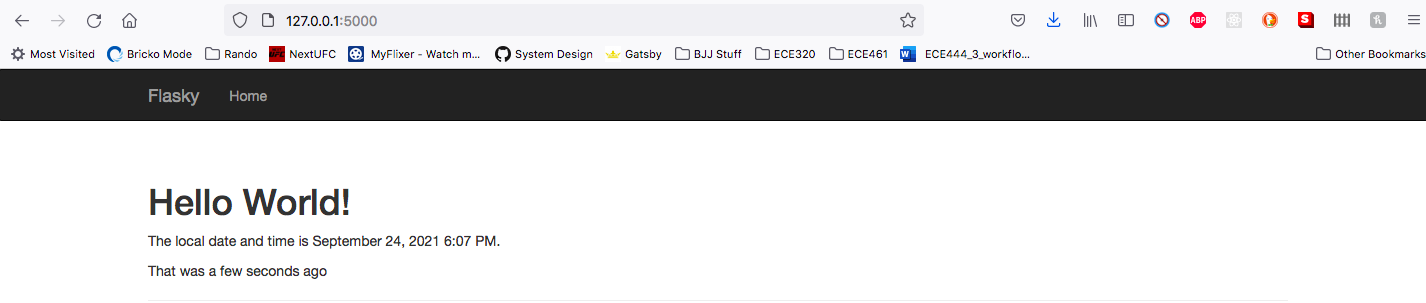 127.0.0.1:5000
ABP
S
Most Visited Bricko Mode Rando NextUFC MyFlixer - Watch m... System Design Gatsby BJJ Stuff ECE320 ECE461 ECE444_3_workflo... Other Bookmarks
Flasky Home
Hello World!
The local date and time is September 24, 2021 6:07 PM.
That was a few seconds ago